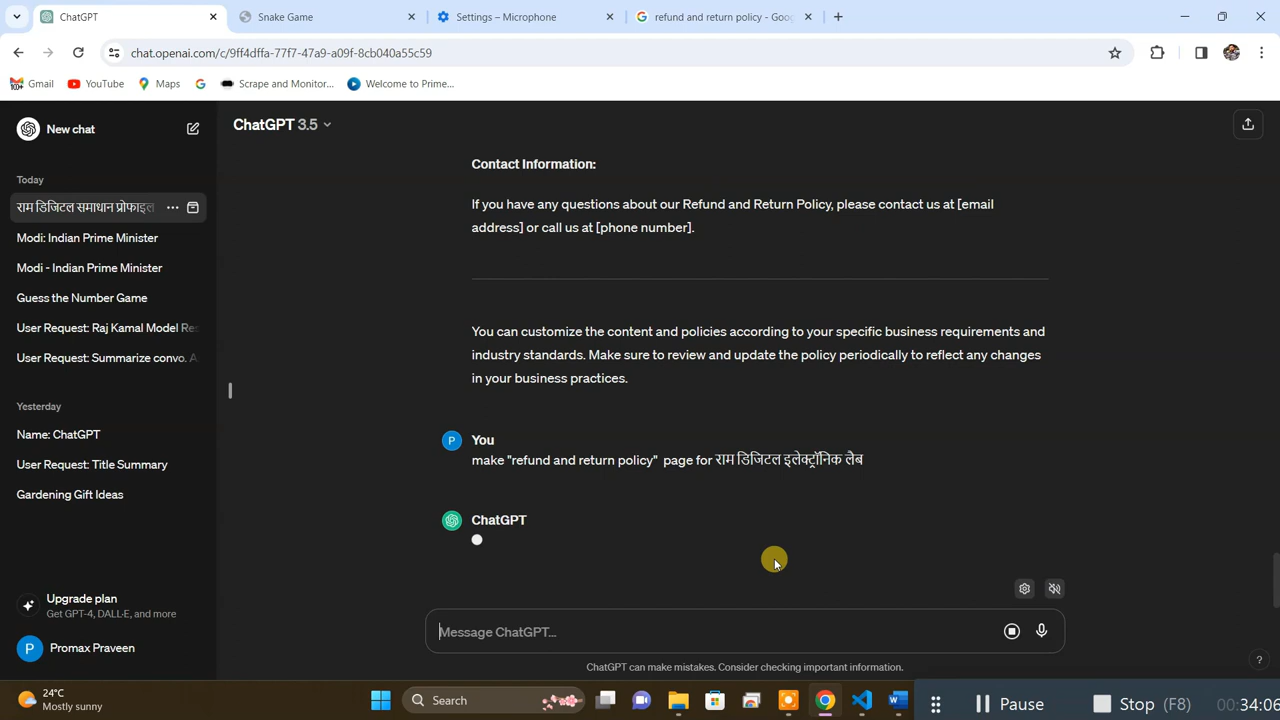 ChatGPT
Snake Game
Settings – Microphone
refund and return policy - Goo
chat.openai.com/c/9ff4dffa-77f7-47a9-a09f-8cb040a55c59
Gmail
YouTube
Maps
Scrape and Monitor...
Welcome to Prime...
New chat
ChatGPT 3.5
Today
राम डिजिटल समाधान प्रोफाइल
Modi: Indian Prime Minister
Modi - Indian Prime Minister
Guess the Number Game
User Request: Raj Kamal Model Re
User Request: Summarize convo. A
Yesterday
Name: ChatGPT
User Request: Title Summary
Gardening Gift Ideas
Upgrade plan
Get GPT-4, DALL·E, and more
P
Promax Praveen
Contact Information:
If you have any questions about our Refund and Return Policy, please contact us at [email
address] or call us at [phone number].
You can customize the content and policies according to your specific business requirements and
industry standards. Make sure to review and update the policy periodically to reflect any changes
in your business practices.
P
You
make "refund and return policy" page for राम डिजिटल इलेक्ट्रॉनिक लैब
ChatGPT
Message ChatGPT...
ChatGPT can make mistakes. Consider checking important information.
?
24°C
Mostly sunny
Search
Pause
Stop (F8)
00:34:06